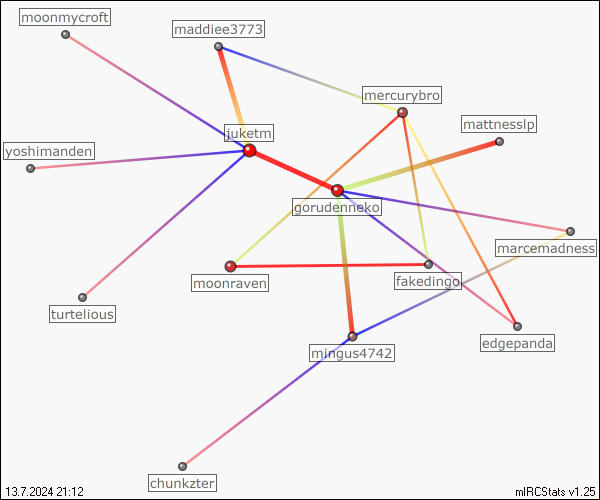 moonmycroft
maddiee3773
mercurybro
mattnesslp
juketm
yoshimanden
gorudenneko
marcemadness
moonraven
fakedingo
turtelious
edgepanda
mingus4742
chunkzter
13.7.2024 21:12
mIRCStats v1.25